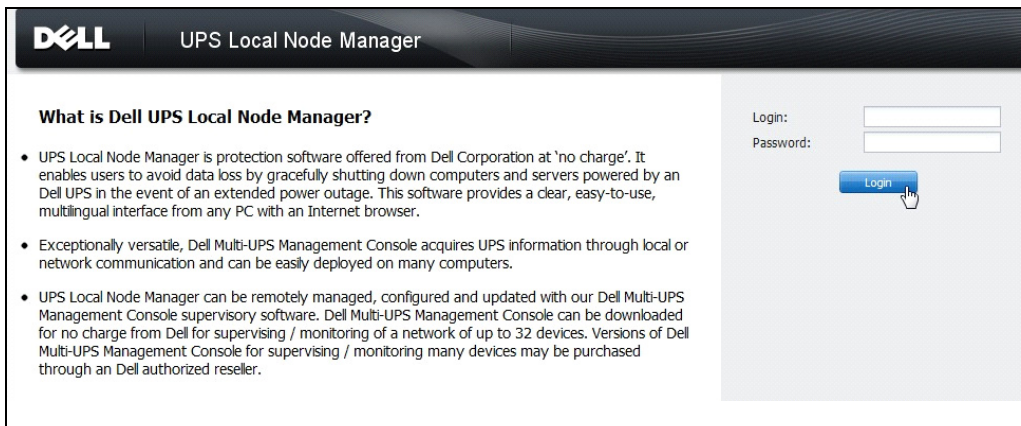 DELL
UPS Local Node Manager
What is Dell UPS Local Node Manager?
• UPS Local Node Manager is protection software offered from Dell Corporation at ‘no charge’. It
enables users to avoid data loss by gracefully shutting down computers and servers powered by an
Dell UPS in the event of an extended power outage. This software provides a clear, easy-to-use,
multilingual interface from any PC with an Internet browser.
• Exceptionally versatile, Dell Multi-UPS Management Console acquires UPS information through local or
network communication and can be easily deployed on many computers.
• UPS Local Node Manager can be remotely managed, configured and updated with our Dell Multi-UPS
Management Console supervisory software. Dell Multi-UPS Management Console can be downloaded
for no charge from Dell for supervising / monitoring of a network of up to 32 devices. Versions of Dell
Multi-UPS Management Console for supervising / monitoring many devices may be purchased
through an Dell authorized reseller.
Login:
Password:
Login